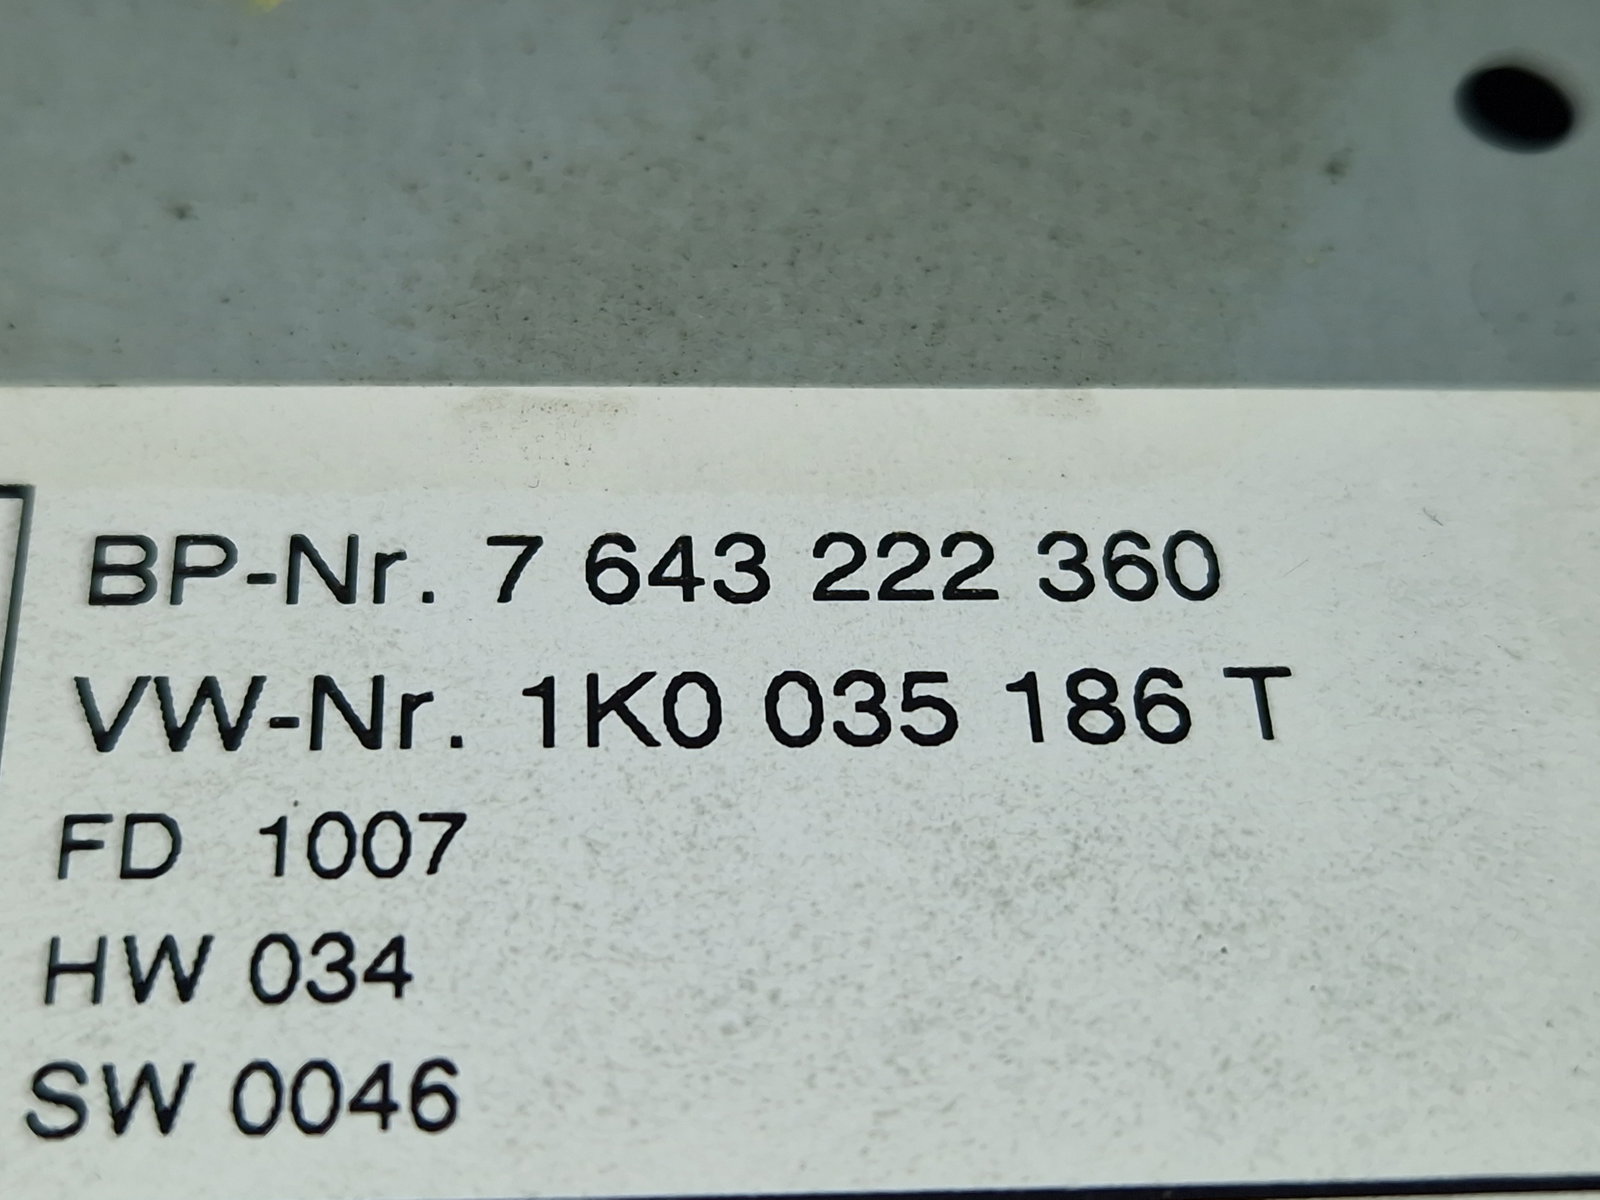 BP-Nr. 7 643 222 360
VW-Nr. 1K0 035 186 T
FD 1007
HW 034
SW 0046